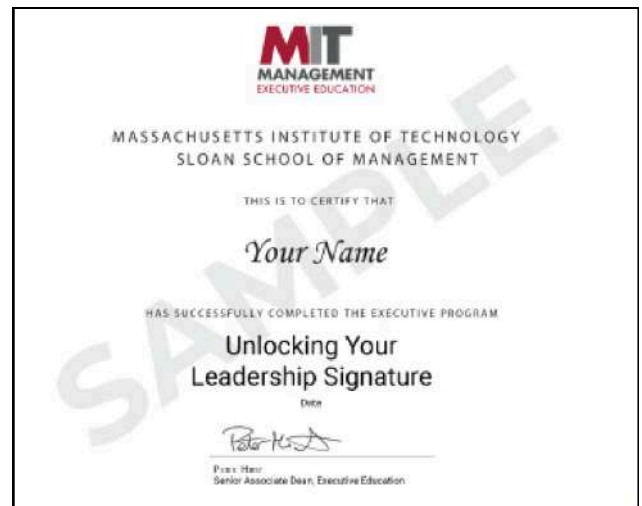 MIT
MANAGEMENT
EXECUTIVE EDUCATION
MASSACHUSETTS INSTITUTE OF TECHNOLOGY
SLOAN SCHOOL OF MANAGEMENT
THIS IS TO CERTIFY THAT
Your Name
HAS SUCCESSFULLY COMPLETED THE EXECUTIVE PROGRAM
Unlocking Your
Leadership Signature
Date
Senior Associate Dean, Executive Education
SAMPLE